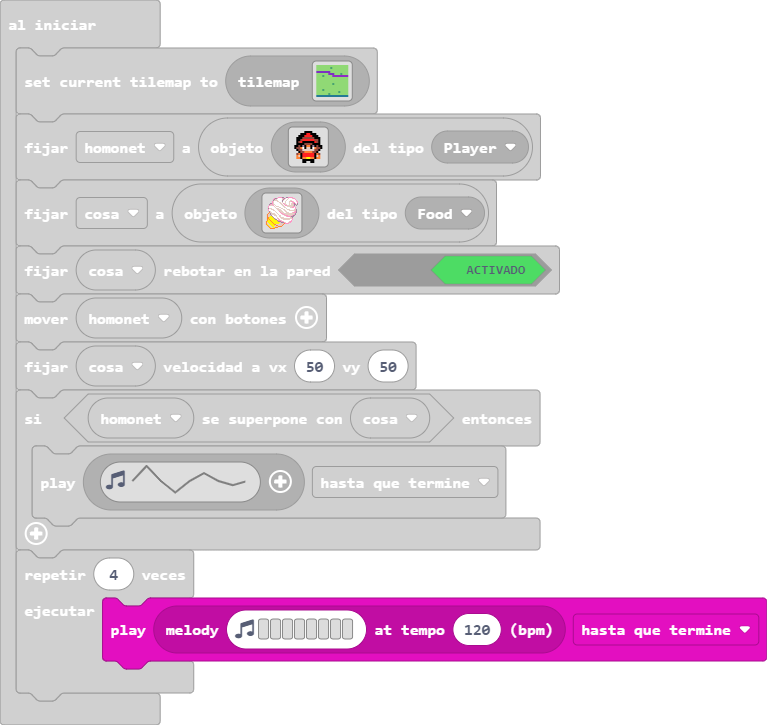 al iniciar
set current tilemap to tilemap
fijar homonet a objeto del tipo Player
fijar cosa a objeto del tipo Food
fijar cosa rebotar en la pared ACTIVADO
mover homonet con botones
fijar cosa velocidad a vx 50 vy 50
si homonet se superpone con cosa entonces
play hasta que termine
repetir 4 veces
ejecutar
play melody at tempo 120 (bpm) hasta que termine